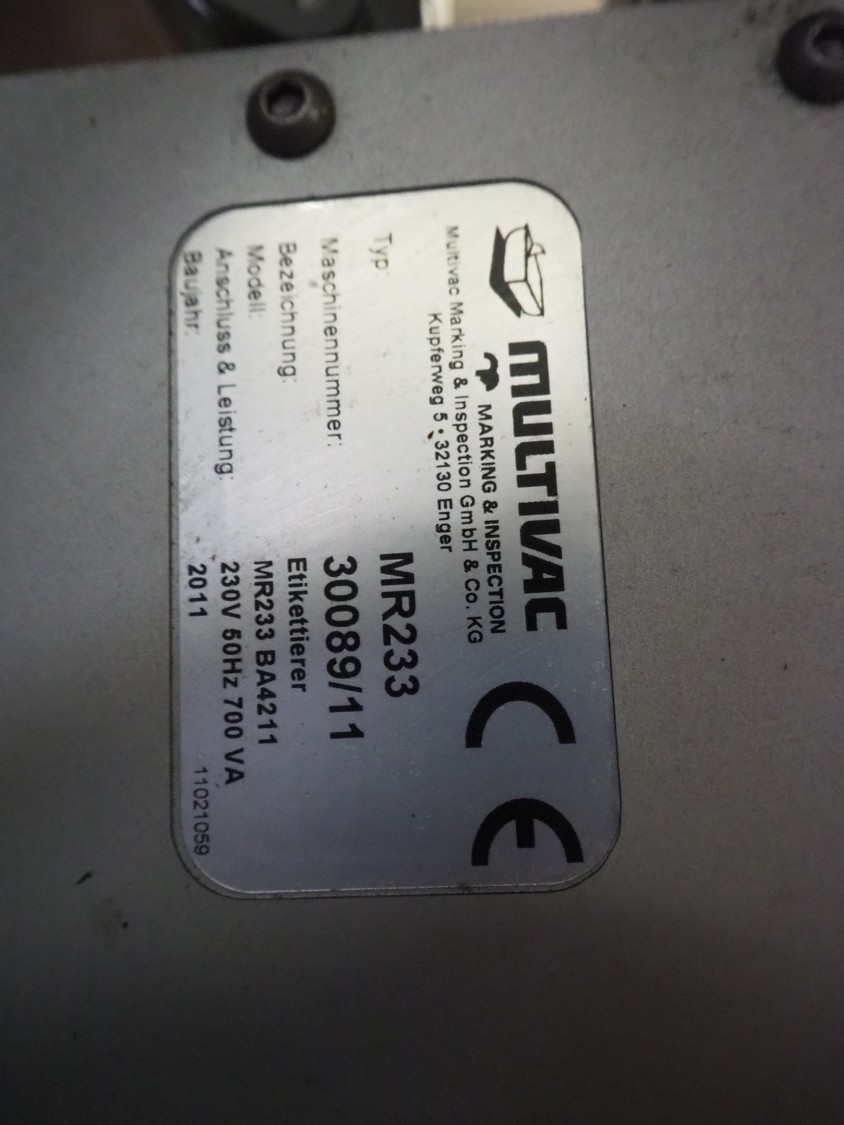 MULTIVAC
MARKING & INSPECTION
Multivac Marking & Inspection GmbH & Co. KG
Kupferweg 5 · 32130 Enger
CE
Typ: MR233
Maschinennummer: 30089/11
Bezeichnung: Etikettierer
Modell: MR233 BA4211
Anschluss & Leistung: 230V 50Hz 700 VA
Baujahr: 2011 11021059